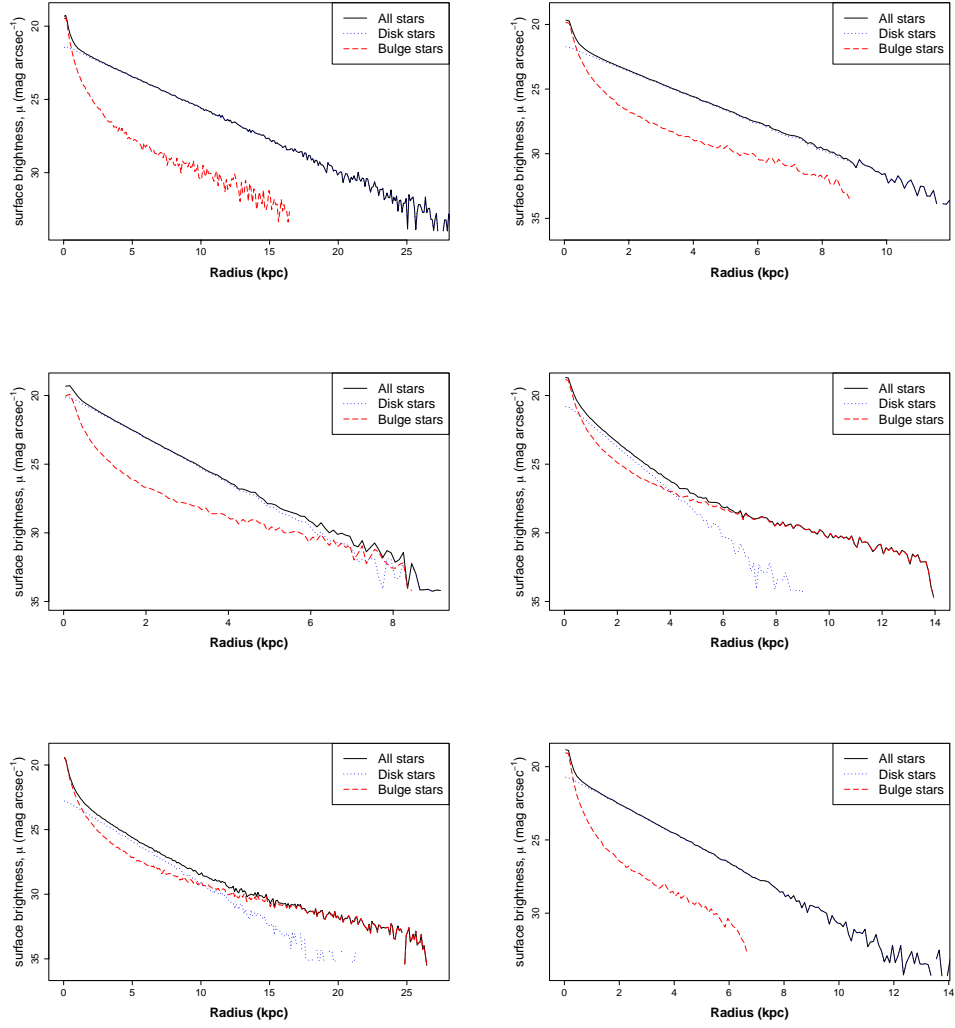 surface brightness, μ (mag arcsec−1)
20
25
30
0
5
10
15
20
25
Radius (kpc)
All stars
Disk stars
Bulge stars
surface brightness, μ (mag arcsec−1)
20
25
30
35
0
2
4
6
8
10
Radius (kpc)
All stars
Disk stars
Bulge stars
surface brightness, μ (mag arcsec−1)
20
25
30
35
0
2
4
6
8
Radius (kpc)
All stars
Disk stars
Bulge stars
surface brightness, μ (mag arcsec−1)
20
25
30
35
0
2
4
6
8
10
12
14
Radius (kpc)
All stars
Disk stars
Bulge stars
surface brightness, μ (mag arcsec−1)
20
25
30
35
0
5
10
15
20
25
Radius (kpc)
All stars
Disk stars
Bulge stars
surface brightness, μ (mag arcsec−1)
20
25
30
0
2
4
6
8
10
12
14
Radius (kpc)
All stars
Disk stars
Bulge stars